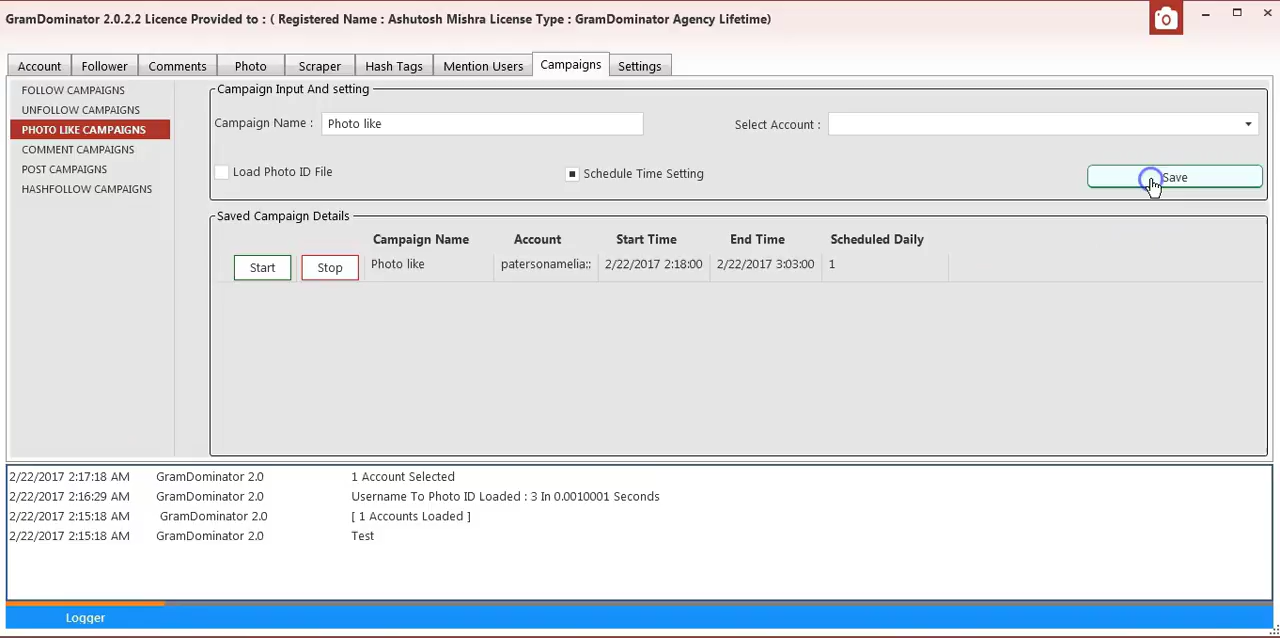 GramDominator 2.0.2.2 Licence Provided to : ( Registered Name : Ashutosh Mishra License Type : GramDominator Agency Lifetime)
Account Follower Comments Photo Scraper Hash Tags Mention Users Campaigns Settings
FOLLOW CAMPAIGNS
UNFOLLOW CAMPAIGNS
PHOTO LIKE CAMPAIGNS
COMMENT CAMPAIGNS
POST CAMPAIGNS
HASHFOLLOW CAMPAIGNS
Campaign Input And setting
Campaign Name : Photo like Select Account :
Load Photo ID File Schedule Time Setting Save
Saved Campaign Details
Campaign Name Account Start Time End Time Scheduled Daily
Start Stop Photo like patersonamelia:: 2/22/2017 2:18:00 2/22/2017 3:03:00 1
2/22/2017 2:17:18 AM GramDominator 2.0 1 Account Selected
2/22/2017 2:16:29 AM GramDominator 2.0 Username To Photo ID Loaded : 3 In 0.0010001 Seconds
2/22/2017 2:15:18 AM GramDominator 2.0 [ 1 Accounts Loaded ]
2/22/2017 2:15:18 AM GramDominator 2.0 Test
Logger